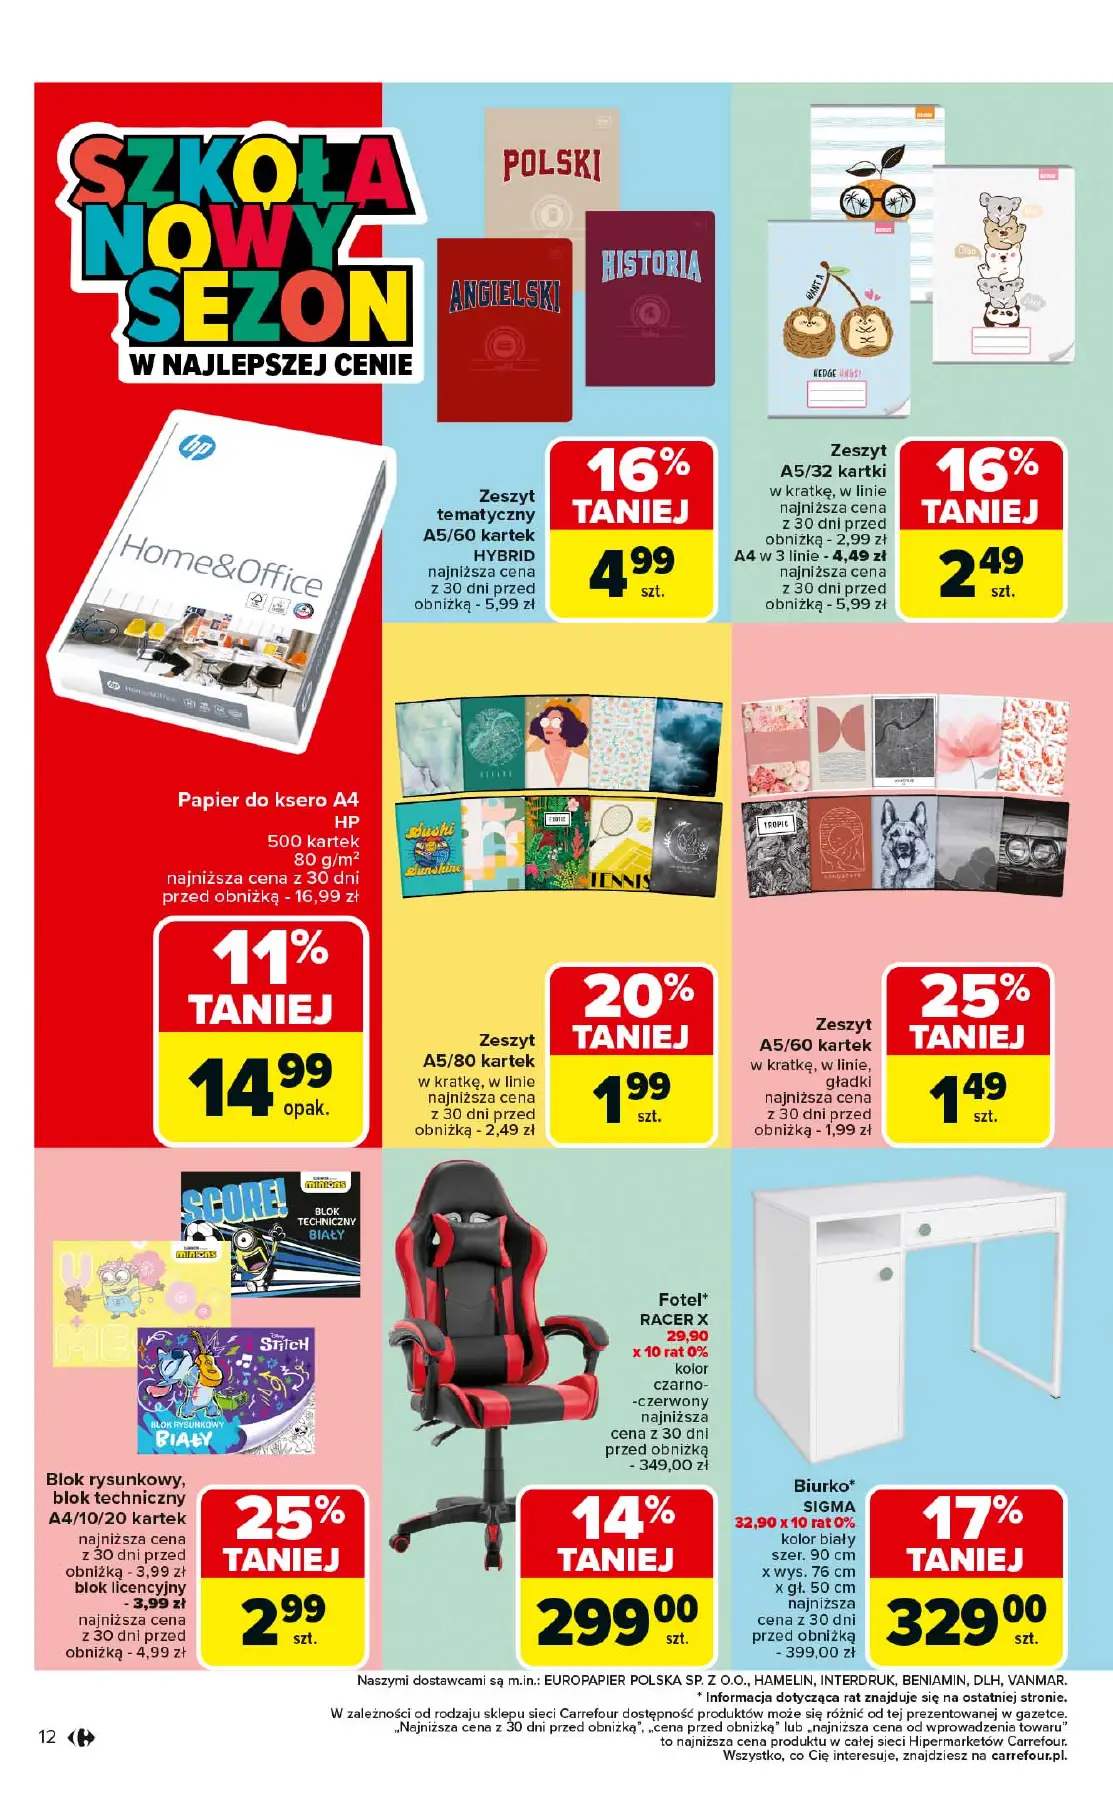 SZKOŁA
NOWY
SEZON
W NAJLEPSZEJ CENIE
hp
Home&Office
hp Home&Office
Papier do ksero A4
HP
500 kartek
80 g/m²
najniższa cena z 30 dni
przed obniżką - 16,99 zł
11%
TANIEJ
14 99
opak.
POLSKI
ANGIELSKI
HISTORIA
Zeszyt
tematyczny
A5/60 kartek
HYBRID
najniższa cena
z 30 dni przed
obniżką - 5,99 zł
16%
TANIEJ
4 99
szt.
HEDGE HUGS!
Zeszyt
A5/32 kartki
w kratkę, w linie
najniższa cena
z 30 dni przed
obniżką - 2,99 zł
A4 w 3 linie - 4,49 zł
najniższa cena
z 30 dni przed
obniżką - 5,99 zł
16%
TANIEJ
2 49
szt.
EXOTIC
Sunshine
TENNIS
Zeszyt
A5/80 kartek
w kratkę, w linie
najniższa cena
z 30 dni przed
obniżką - 2,49 zł
20%
TANIEJ
1 99
szt.
TROPIC
Zeszyt
A5/60 kartek
w kratkę, w linie,
gładki
najniższa cena
z 30 dni przed
obniżką - 1,99 zł
25%
TANIEJ
1 49
szt.
SCORE!
MINIONS
BLOK
TECHNICZNY
BIAŁY
MINIONS
U
+
ME
Disney
STITCH
BLOK RYSUNKOWY
BIAŁY
Blok rysunkowy,
blok techniczny
A4/10/20 kartek
najniższa cena
z 30 dni przed
obniżką - 3,99 zł
blok licencyjny
- 3,99 zł
najniższa cena
z 30 dni przed
obniżką - 4,99 zł
25%
TANIEJ
2 99
szt.
Fotel*
RACER X
29,90
x 10 rat 0%
kolor
czarno-
-czerwony
najniższa
cena z 30 dni
przed obniżką
- 349,00 zł
14%
TANIEJ
299 00
szt.
Biurko*
SIGMA
32,90 x 10 rat 0%
kolor biały
szer. 90 cm
x wys. 76 cm
x gł. 50 cm
najniższa
cena z 30 dni
przed obniżką
- 399,00 zł
17%
TANIEJ
329 00
szt.
Naszymi dostawcami są m.in.: EUROPAPIER POLSKA SP. Z O.O., HAMELIN, INTERDRUK, BENIAMIN, DLH, VANMAR.
* Informacja dotycząca rat znajduje się na ostatniej stronie.
W zależności od rodzaju sklepu sieci Carrefour dostępność produktów może się różnić od tej prezentowanej w gazetce.
„Najniższa cena z 30 dni przed obniżką”, „cena przed obniżką” lub „najniższa cena od wprowadzenia towaru”
to najniższa cena produktu w całej sieci Hipermarketów Carrefour.
Wszystko, co Cię interesuje, znajdziesz na carrefour.pl.
12